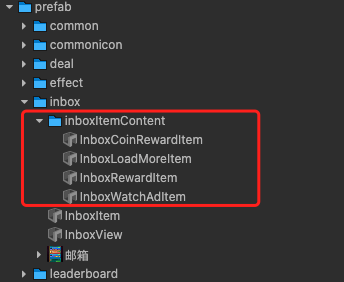 prefab
common
commonicon
deal
effect
inbox
inboxItemContent
InboxCoinRewardItem
InboxLoadMoreItem
InboxRewardItem
InboxWatchAdItem
InboxItem
InboxView
邮箱
leaderboard